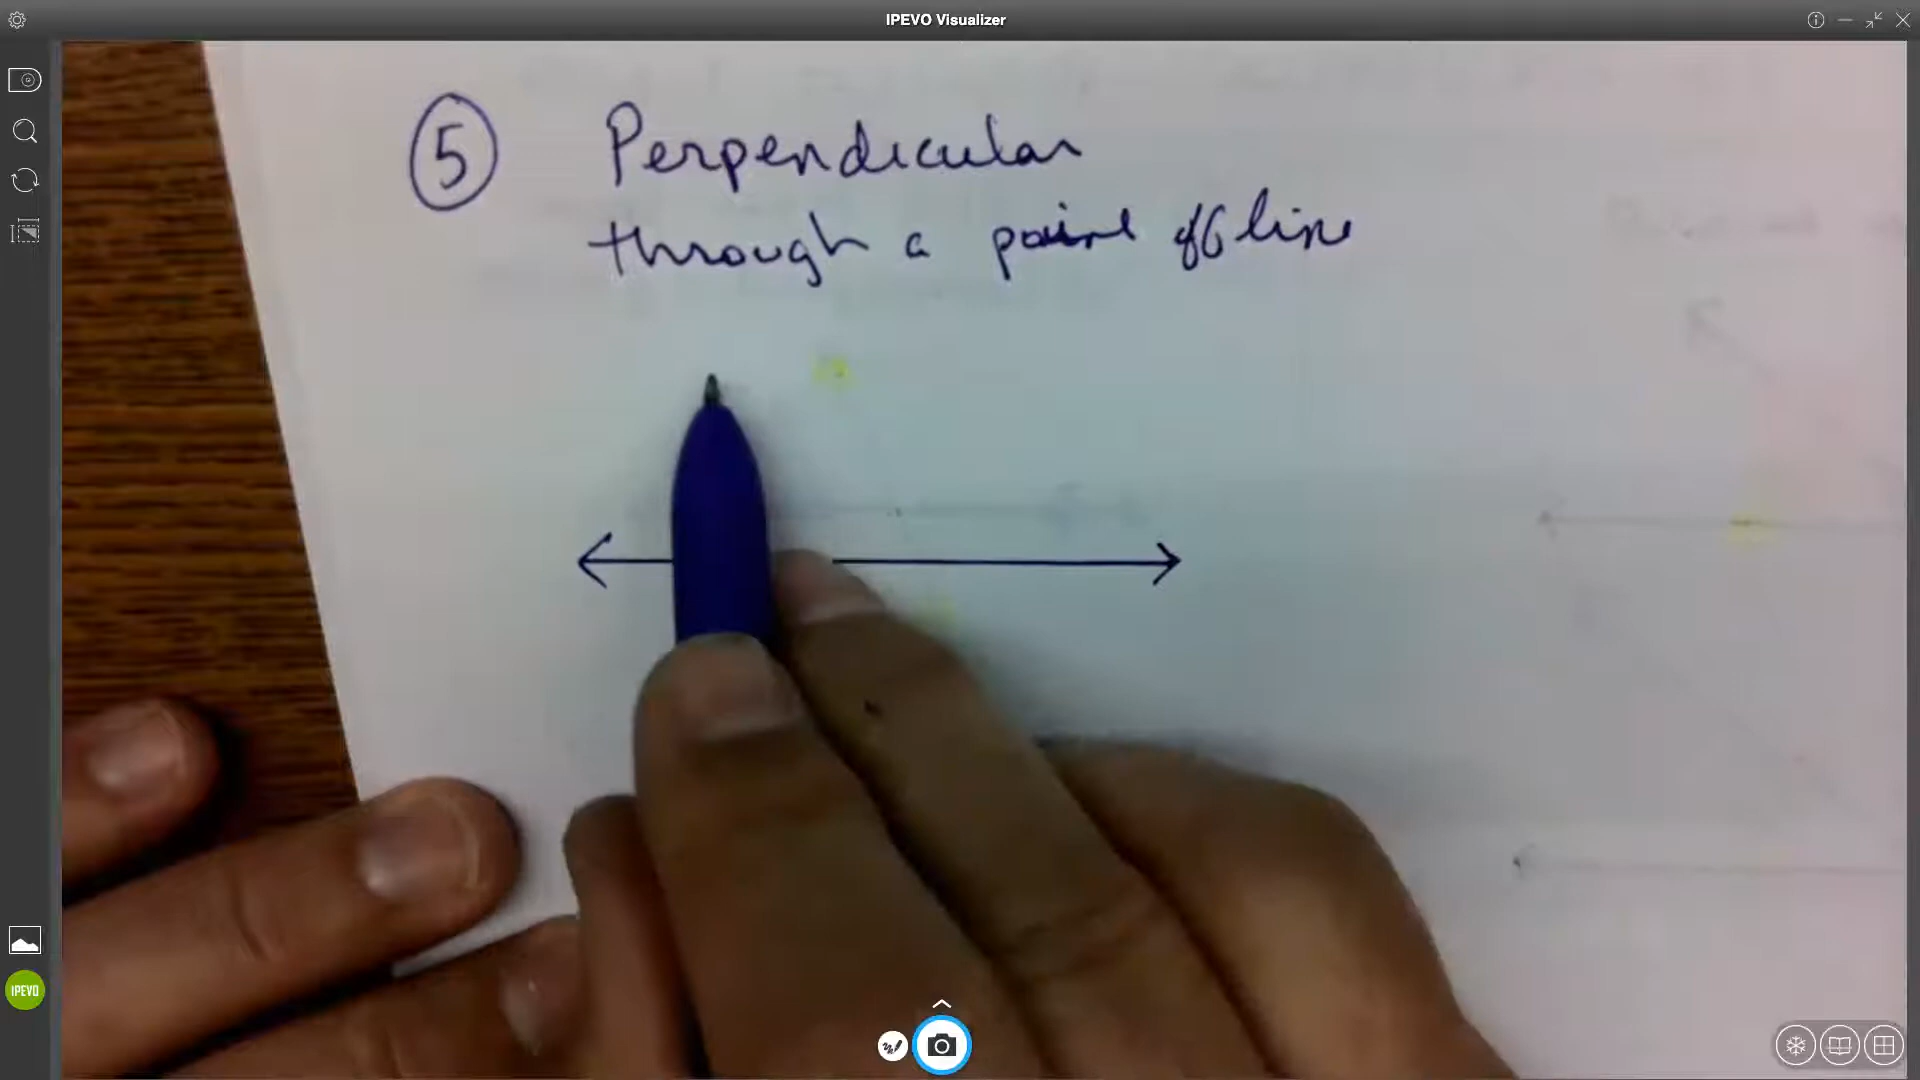 IPEVO Visualizer
5 Perpendicular
through a point off line
IPEVO